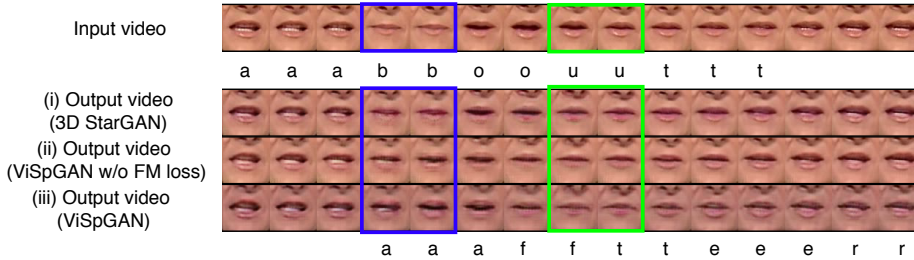 Input video
a a a b b o o u u t t t
(i) Output video
(3D StarGAN)
(ii) Output video
(ViSpGAN w/o FM loss)
(iii) Output video
(ViSpGAN)
a a a f f t t e e e r r